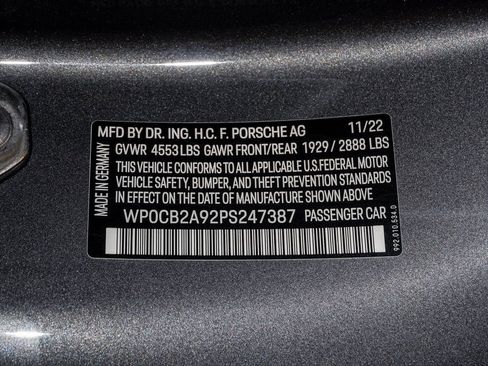 MFD BY DR. ING. H.C. F. PORSCHE AG 11/22
GVWR 4553 LBS GAWR FRONT/REAR 1929 / 2888 LBS
THIS VEHICLE CONFORMS TO ALL APPLICABLE U.S.FEDERAL MOTOR
VEHICLE SAFETY, BUMPER, AND THEFT PREVENTION STANDARDS
IN EFFECT ON THE DATE OF MANUFACTURE SHOWN ABOVE.
WP0CB2A92PS247387 PASSENGER CAR
MADE IN GERMANY
992.010.534.D